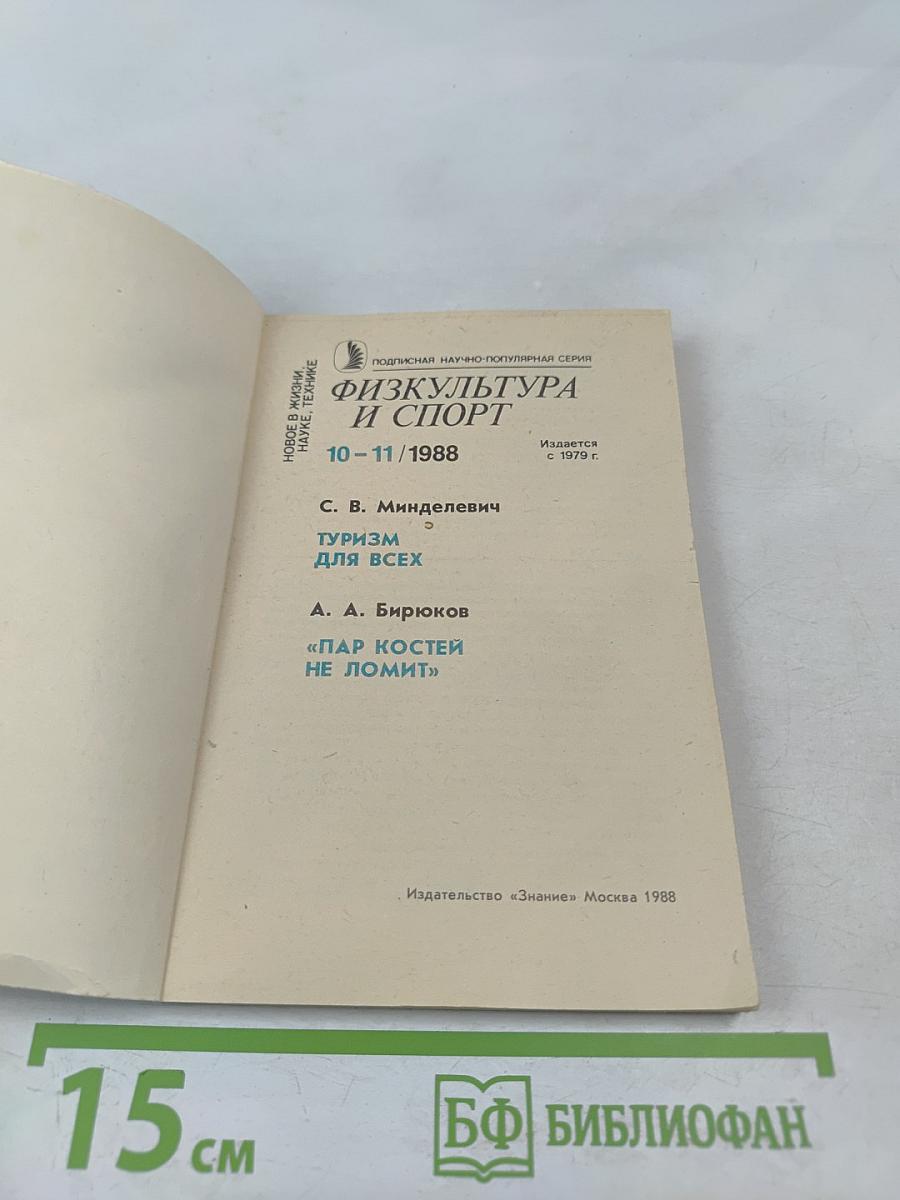 НОВОЕ В ЖИЗНИ,
НАУКЕ, ТЕХНИКЕ
ПОДПИСНАЯ НАУЧНО-ПОПУЛЯРНАЯ СЕРИЯ
ФИЗКУЛЬТУРА
И СПОРТ
10-11/1988
Издается
с 1979 г.
С. В. Минделевич
ТУРИЗМ
ДЛЯ ВСЕХ
А. А. Бирюков
«ПАР КОСТЕЙ
НЕ ЛОМИТ»
Издательство «Знание» Москва 1988
15 см
БФ БИБЛИОФАН